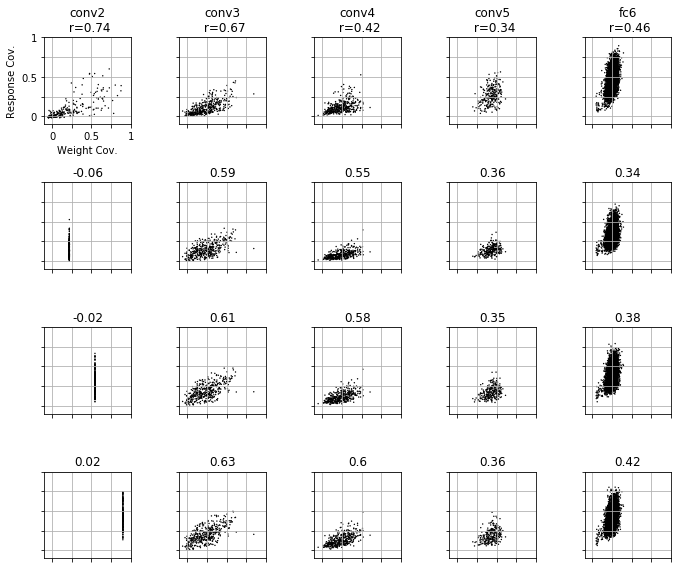 conv2 conv3 conv4 conv5 fc6
r=0.74 r=0.67 r=0.42 r=0.34 r=0.46
1
0.5
0
Response Cov.
0 0.5 1
Weight Cov.
-0.06 0.59 0.55 0.36 0.34
-0.02 0.61 0.58 0.35 0.38
0.02 0.63 0.6 0.36 0.42